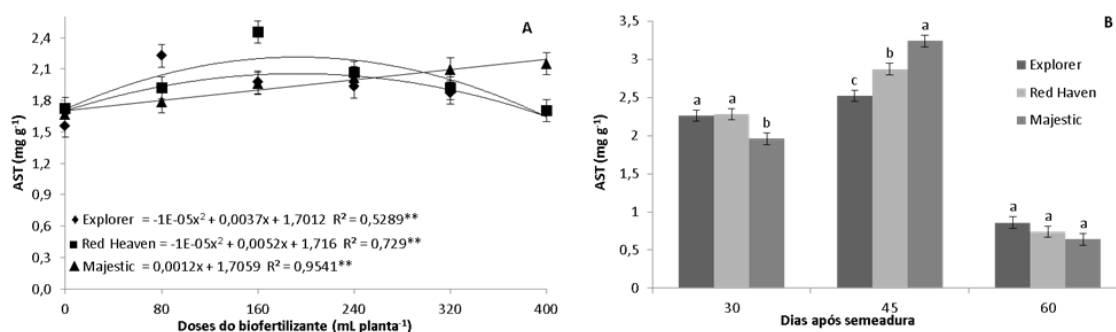 A
AST (mg g⁻¹)
2,4
2,1
1,8
1,5
1,2
0,9
0,6
0,3
0,0
Explorer = -1E-05x² + 0,0037x + 1,7012 R² = 0,5289**
Red Heaven = -1E-05x² + 0,0052x + 1,716 R² = 0,729**
Majestic = 0,0012x + 1,7059 R² = 0,9541**
0 80 160 240 320 400
Doses do biofertilizante (mL planta⁻¹)
B
AST (mg g⁻¹)
3,5
3
2,5
2
1,5
1
0,5
0
a a b
c b a
a a a
Explorer
Red Haven
Majestic
30 45 60
Dias após semeadura